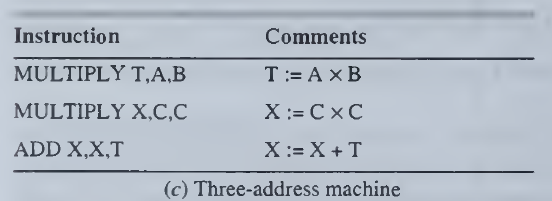 Instruction Comments
MULTIPLY T,A,B T := A × B
MULTIPLY X,C,C X := C × C
ADD X,X,T X := X + T
(c) Three-address machine